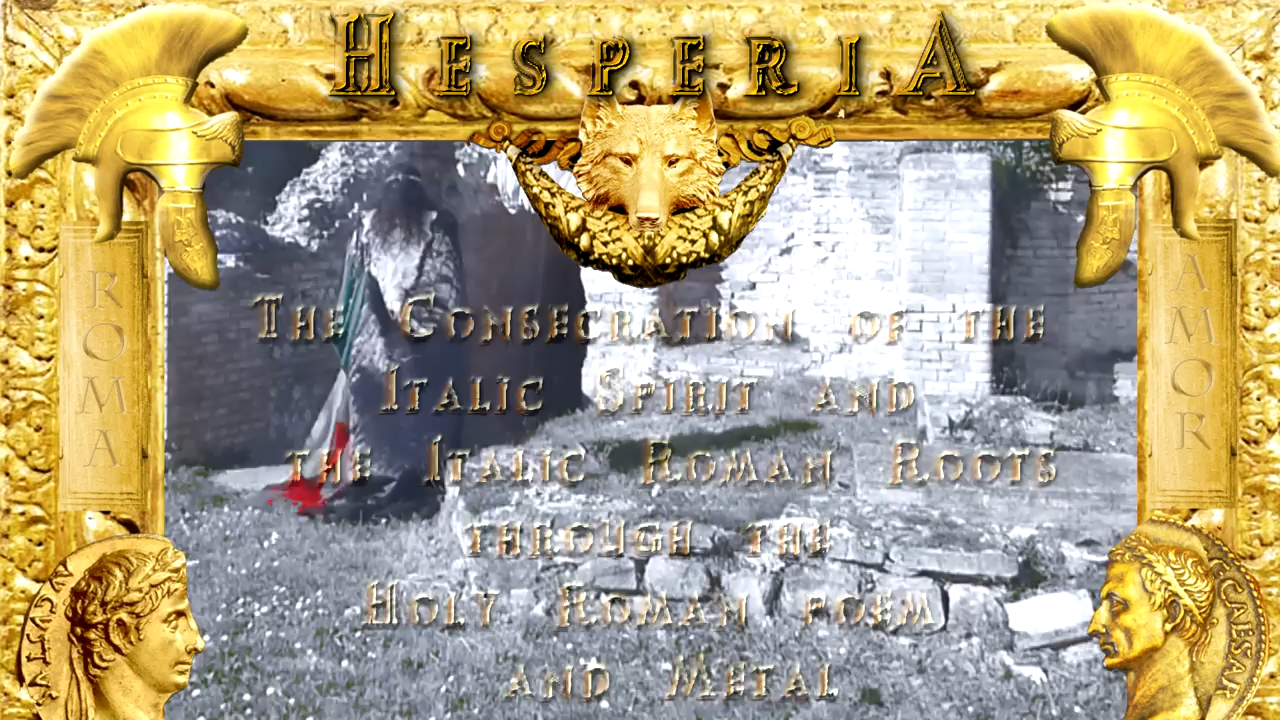 HESPERIA
ROMA
AMOR
THE CONSECRATION OF THE
ITALIC SPIRIT AND
THE ITALIC ROMAN ROOTS
THROUGH THE
HOLY ROMAN POEM
AND METAL
CAESAR